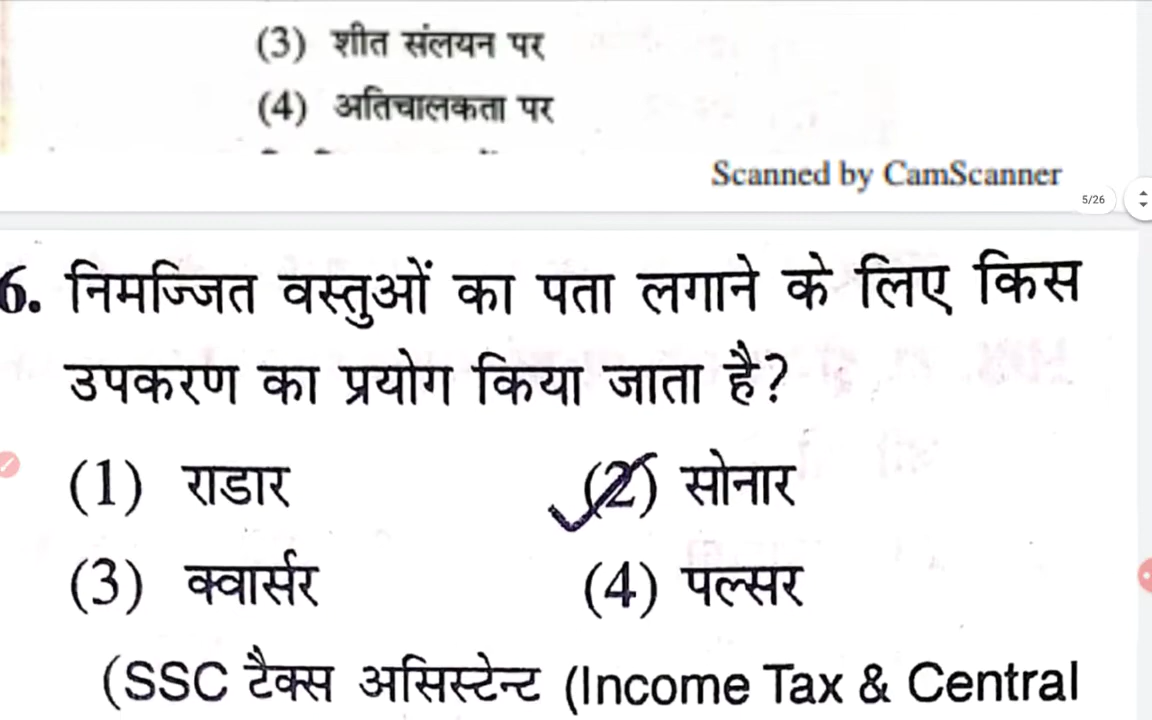 (3) शीत संलयन पर
(4) अतिचालकता पर
Scanned by CamScanner
5/26
6. निमज्जित वस्तुओं का पता लगाने के लिए किस
उपकरण का प्रयोग किया जाता है?
(1) राडार (2) सोनार
(3) क्वार्सर (4) पल्सर
(SSC टैक्स असिस्टेन्ट (Income Tax & Central